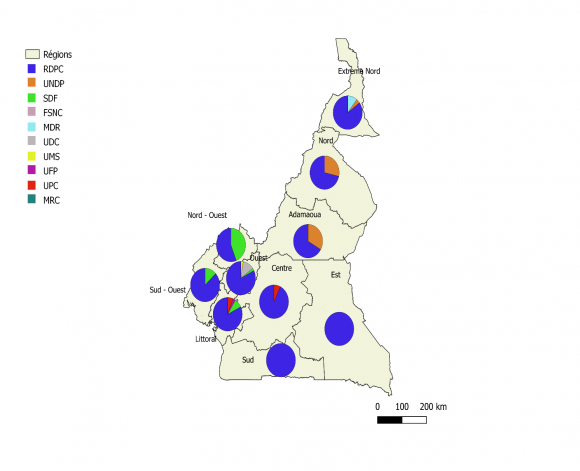 Régions
RDPC
UNDP
SDF
FSNC
MDR
UDC
UMS
UFP
UPC
MRC
Extrême Nord
Nord
Adamaoua
Nord - Ouest
Ouest
Centre
Est
Sud - Ouest
Littoral
Sud
0 100 200 km